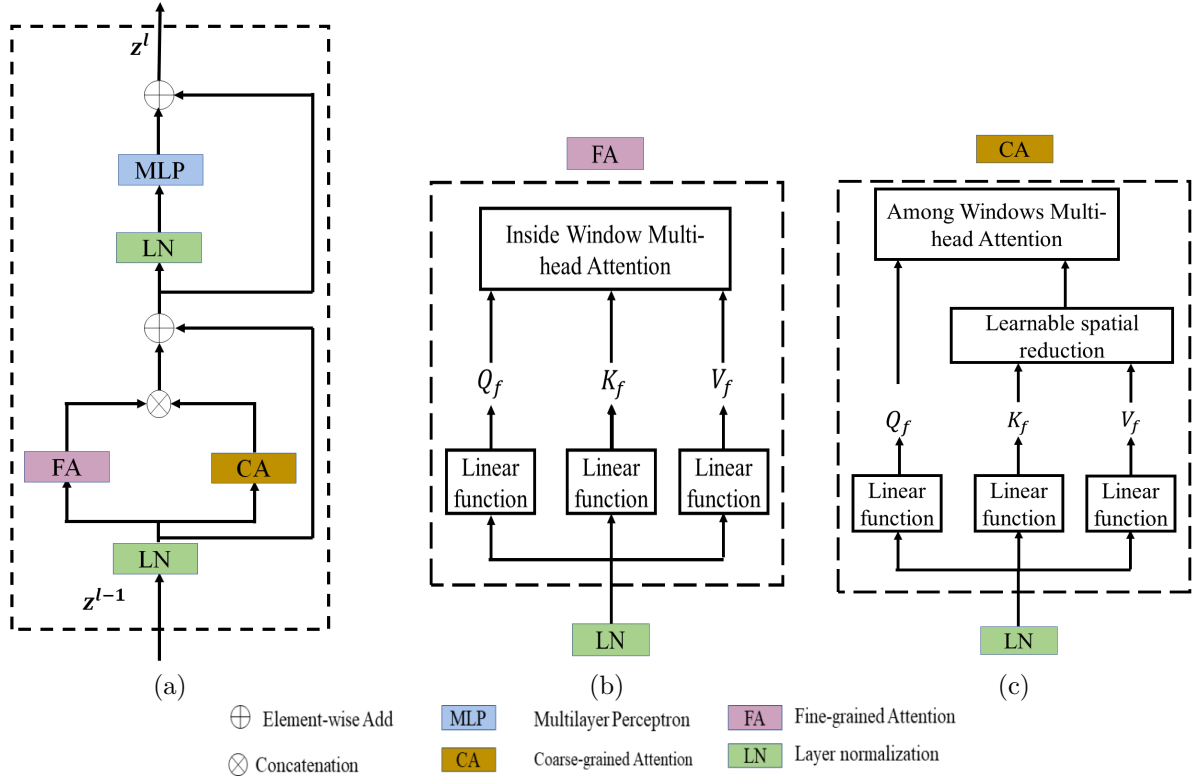 z^l
MLP
LN
FA
CA
LN
z^{l−1}
(a)
FA
Inside Window Multi-
head Attention
Q_f K_f V_f
Linear
function
Linear
function
Linear
function
LN
(b)
CA
Among Windows Multi-
head Attention
Learnable spatial
reduction
Q_f K_f V_f
Linear
function
Linear
function
Linear
function
LN
(c)
Element-wise Add
MLP Multilayer Perceptron
FA Fine-grained Attention
Concatenation
CA Coarse-grained Attention
LN Layer normalization